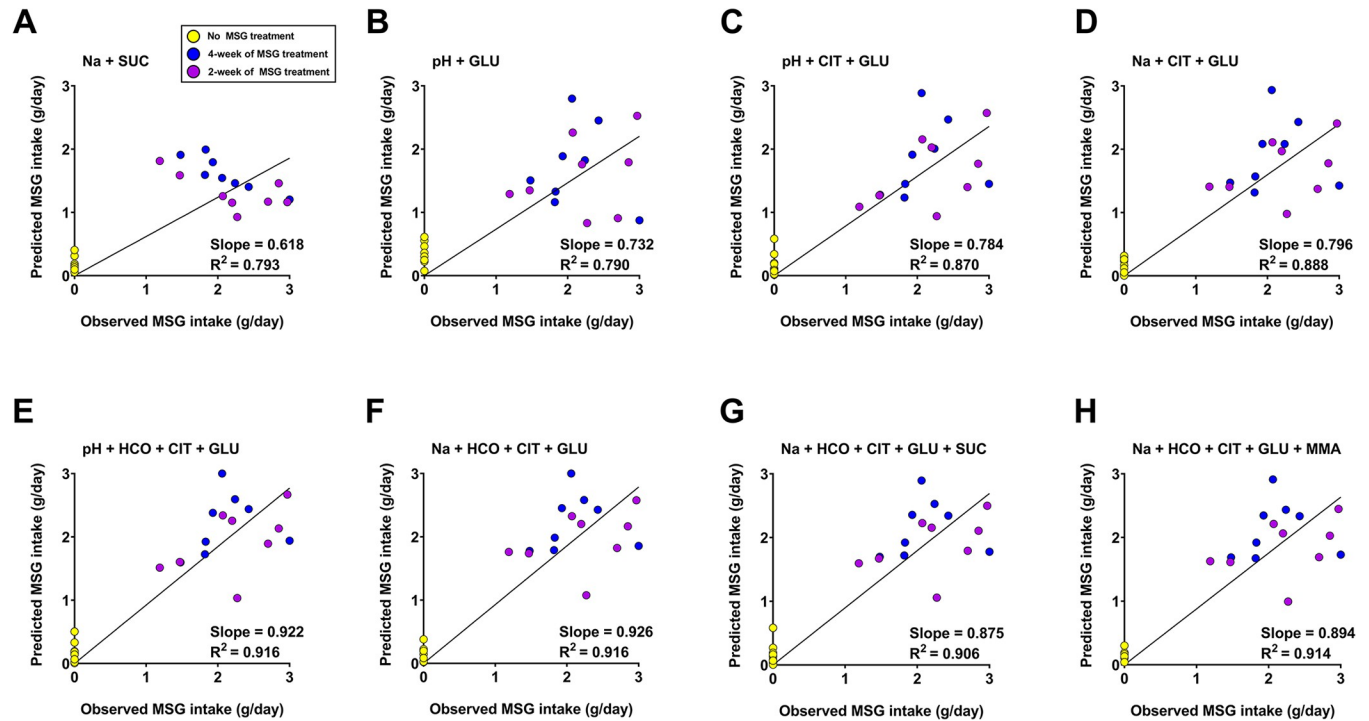 A
No MSG treatment
4-week of MSG treatment
2-week of MSG treatment
Na + SUC
Predicted MSG intake (g/day)
3
2
1
0
Slope = 0.618
R² = 0.793
0 1 2 3
Observed MSG intake (g/day)
B
pH + GLU
Predicted MSG intake (g/day)
3
2
1
0
Slope = 0.732
R² = 0.790
0 1 2 3
Observed MSG intake (g/day)
C
pH + CIT + GLU
Predicted MSG intake (g/day)
3
2
1
0
Slope = 0.784
R² = 0.870
0 1 2 3
Observed MSG intake (g/day)
D
Na + CIT + GLU
Predicted MSG intake (g/day)
3
2
1
0
Slope = 0.796
R² = 0.888
0 1 2 3
Observed MSG intake (g/day)
E
pH + HCO + CIT + GLU
Predicted MSG intake (g/day)
3
2
1
0
Slope = 0.922
R² = 0.916
0 1 2 3
Observed MSG intake (g/day)
F
Na + HCO + CIT + GLU
Predicted MSG intake (g/day)
3
2
1
0
Slope = 0.926
R² = 0.916
0 1 2 3
Observed MSG intake (g/day)
G
Na + HCO + CIT + GLU + SUC
Predicted MSG intake (g/day)
3
2
1
0
Slope = 0.875
R² = 0.906
0 1 2 3
Observed MSG intake (g/day)
H
Na + HCO + CIT + GLU + MMA
Predicted MSG intake (g/day)
3
2
1
0
Slope = 0.894
R² = 0.914
0 1 2 3
Observed MSG intake (g/day)